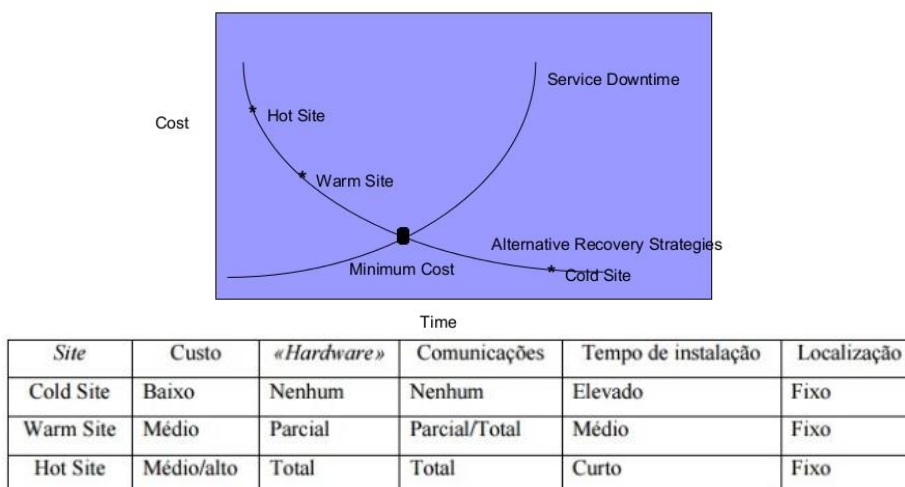 Service Downtime
* Hot Site
Cost
* Warm Site
Alternative Recovery Strategies
Minimum Cost
* Cold Site
Time
Site Custo «Hardware» Comunicações Tempo de instalação Localização
Cold Site Baixo Nenhum Nenhum Elevado Fixo
Warm Site Médio Parcial Parcial/Total Médio Fixo
Hot Site Médio/alto Total Total Curto Fixo